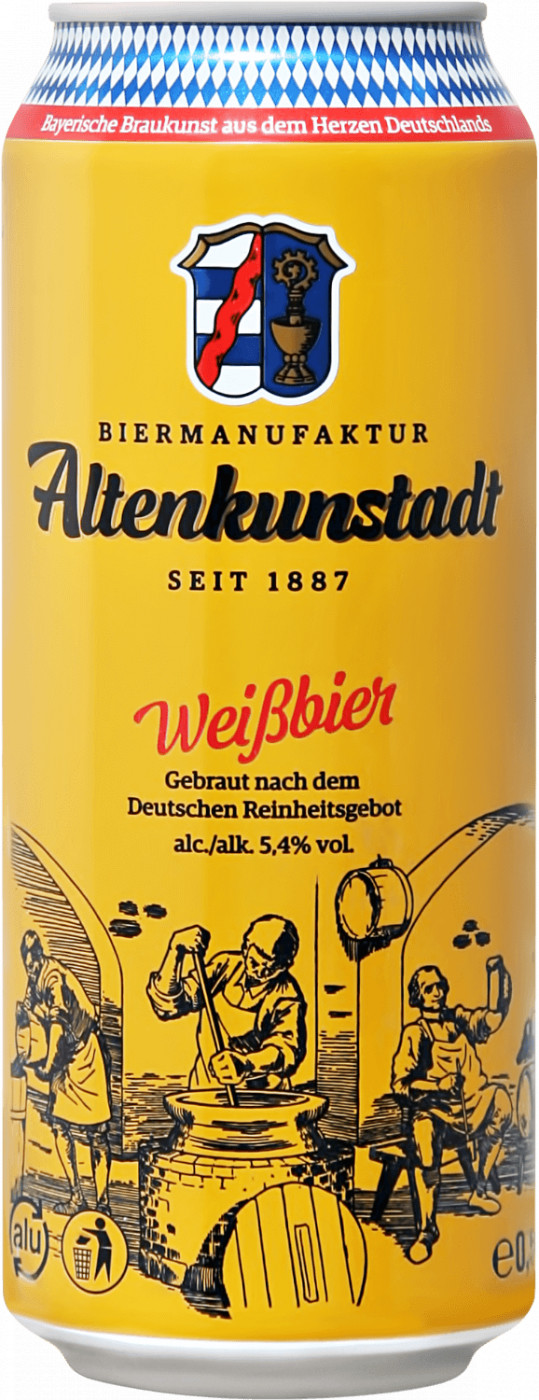 Bayerische Braukunst aus dem Herzen Deutschlands
BIERMANUFAKTUR
Altenkunstadt
SEIT 1887
Weißbier
Gebraut nach dem
Deutschen Reinheitsgebot
alc./alk. 5,4% vol.
alu